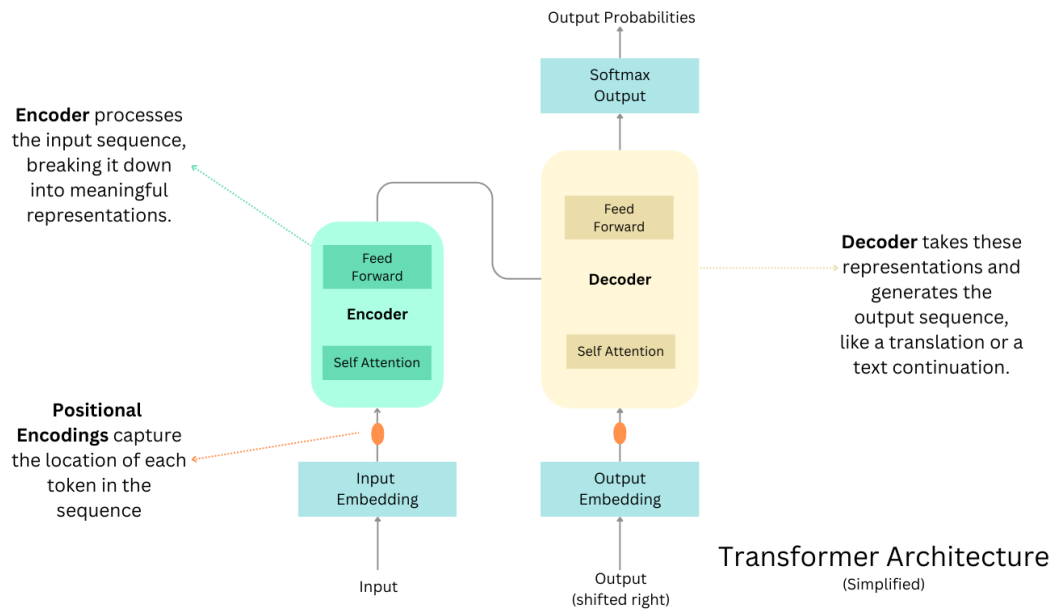 Output Probabilities
Softmax
Output
Encoder processes
the input sequence,
breaking it down
into meaningful
representations.
Feed
Forward
Encoder
Self Attention
Feed
Forward
Decoder
Self Attention
Decoder takes these
representations and
generates the
output sequence,
like a translation or a
text continuation.
Positional
Encodings capture
the location of each
token in the
sequence
Input
Embedding
Output
Embedding
Input
Output
(shifted right)
Transformer Architecture
(Simplified)